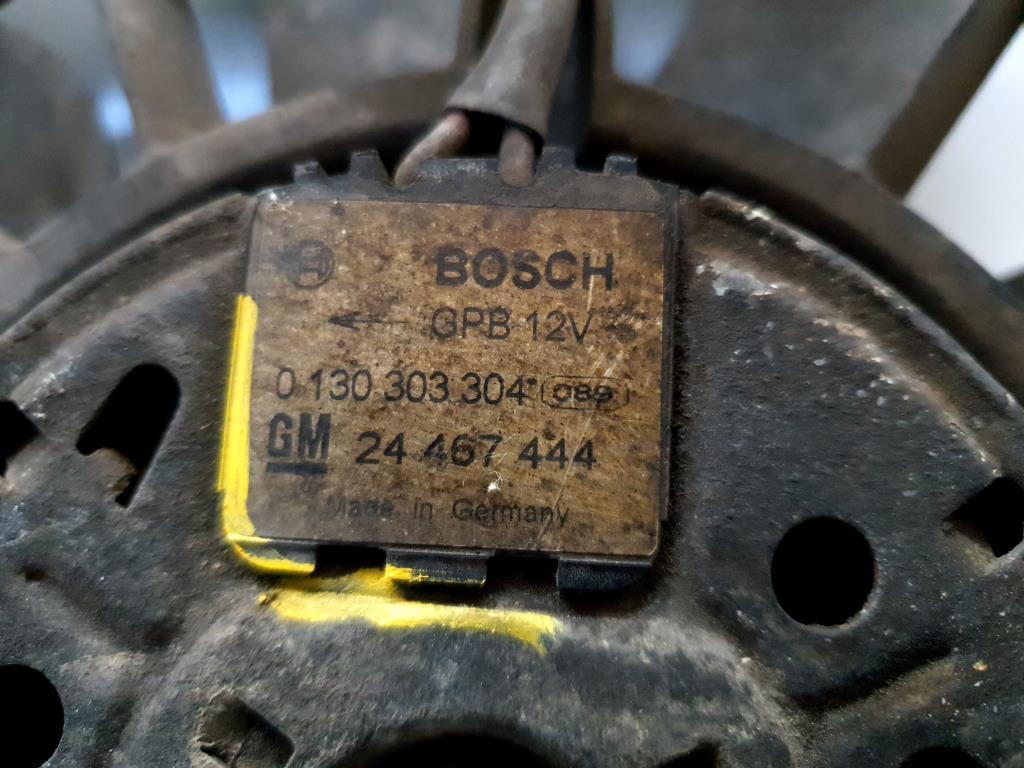 BOSCH
GPB 12V
0 130 303 304
GM 24 467 444
Made in Germany